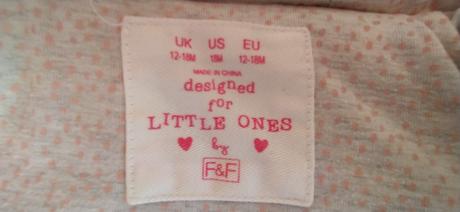 UK US EU
12-18M 18M 12-18M
MADE IN CHINA
designed
for
LITTLE ONES
by
F&F